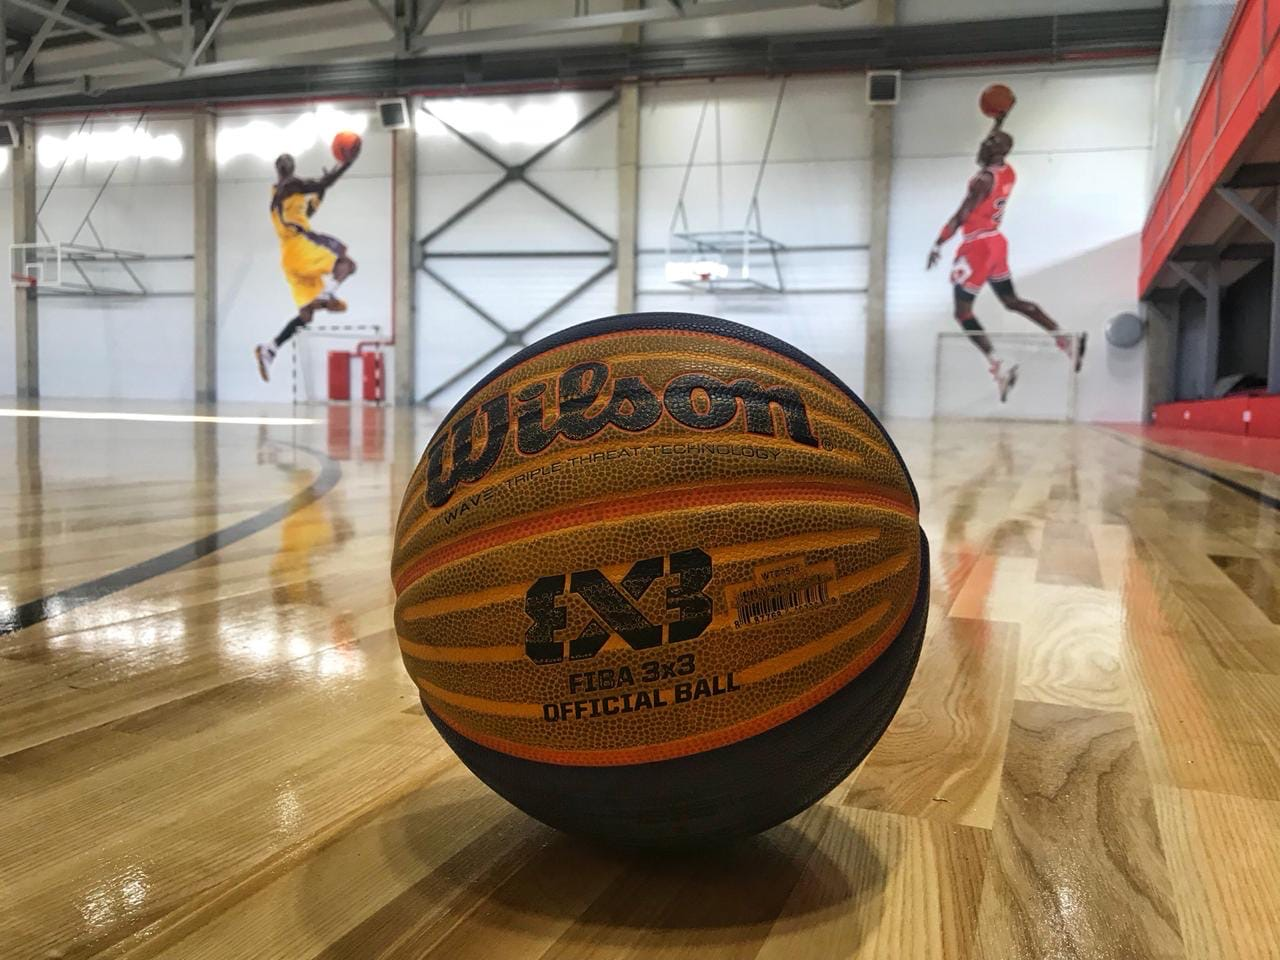 Wilson
WAVE TRIPLE THREAT TECHNOLOGY
3X3
FIBA 3x3
OFFICIAL BALL